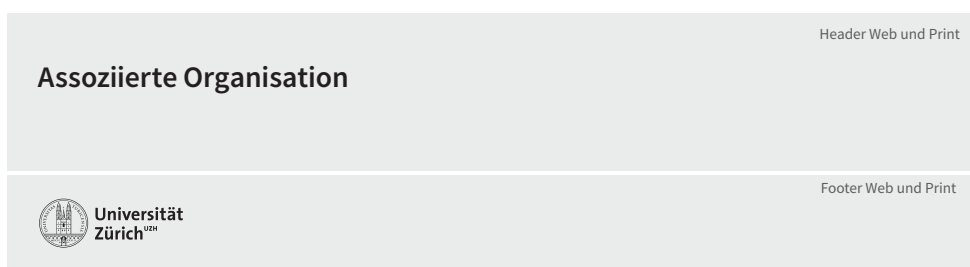 Header Web und Print
Assoziierte Organisation
Footer Web und Print
Universität
Zürich UZH